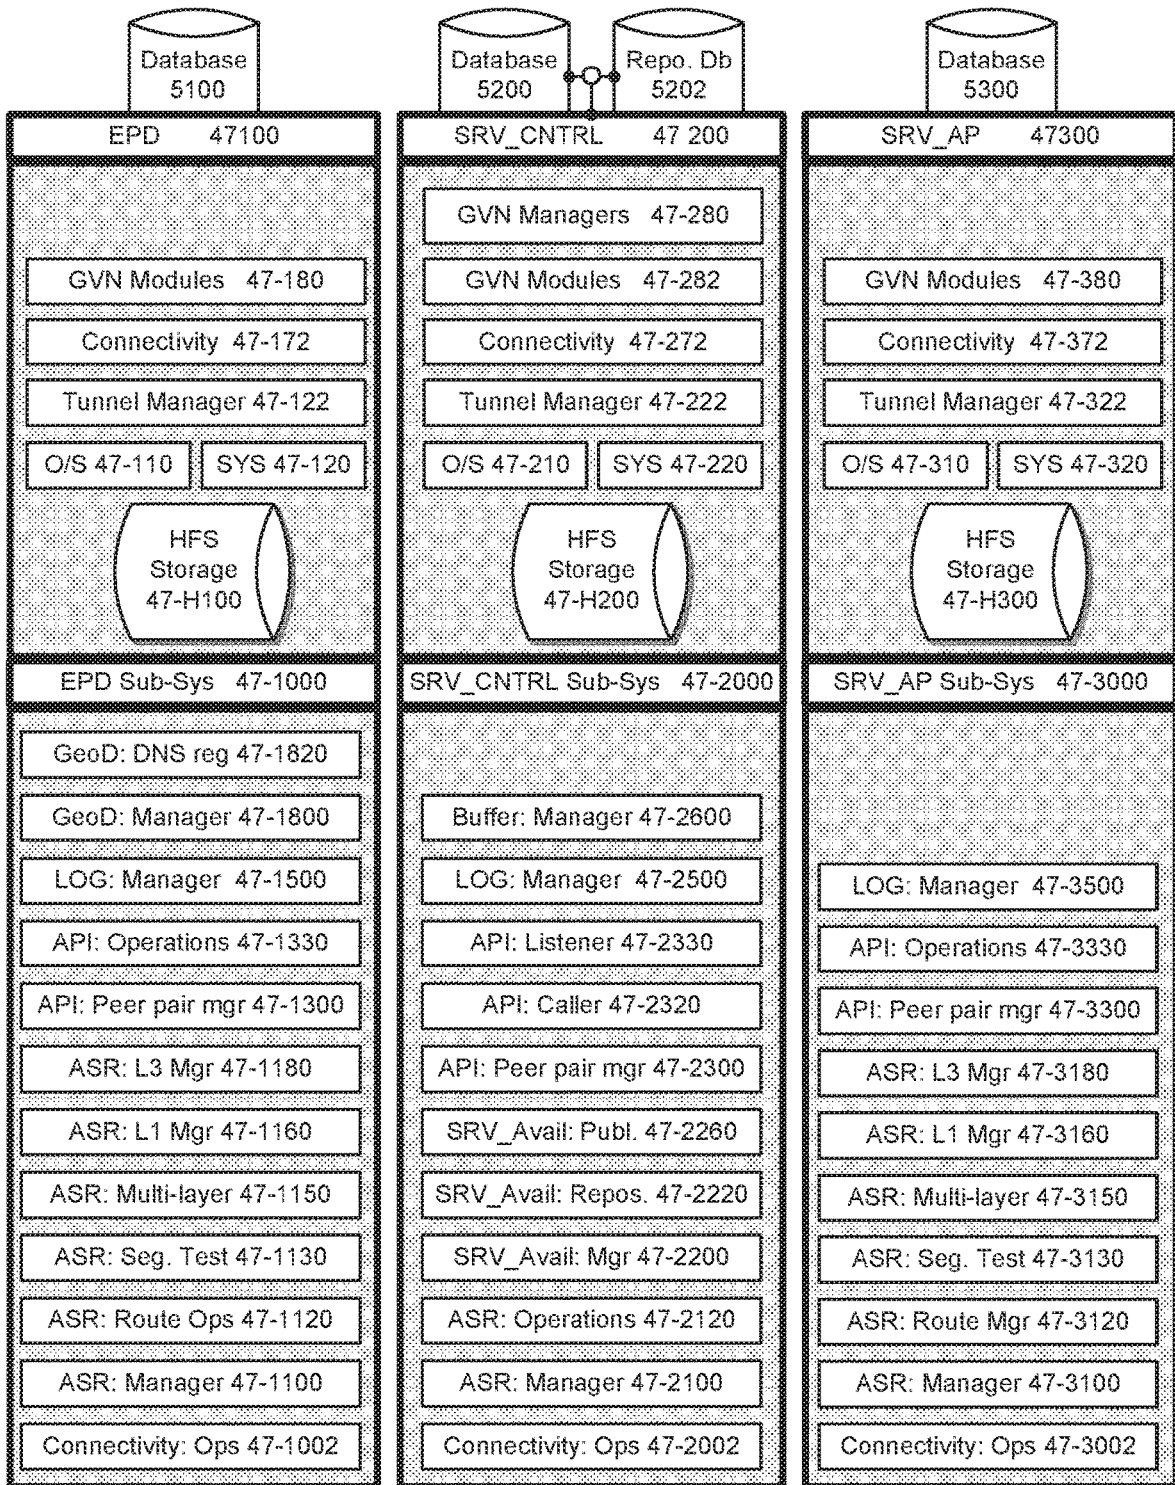 Database
5100
EPD 47100
GVN Modules 47-180
Connectivity 47-172
Tunnel Manager 47-122
O/S 47-110
SYS 47-120
HFS
Storage
47-H100
EPD Sub-Sys 47-1000
GeoD: DNS reg 47-1820
GeoD: Manager 47-1800
LOG: Manager 47-1500
API: Operations 47-1330
API: Peer pair mgr 47-1300
ASR: L3 Mgr 47-1180
ASR: L1 Mgr 47-1160
ASR: Multi-layer 47-1150
ASR: Seg. Test 47-1130
ASR: Route Ops 47-1120
ASR: Manager 47-1100
Connectivity: Ops 47-1002
Database
5200
Repo. Db
5202
SRV_CNTRL 47 200
GVN Managers 47-280
GVN Modules 47-282
Connectivity 47-272
Tunnel Manager 47-222
O/S 47-210
SYS 47-220
HFS
Storage
47-H200
SRV_CNTRL Sub-Sys 47-2000
Buffer: Manager 47-2600
LOG: Manager 47-2500
API: Listener 47-2330
API: Caller 47-2320
API: Peer pair mgr 47-2300
SRV_Avail: Publ. 47-2260
SRV_Avail: Repos. 47-2220
SRV_Avail: Mgr 47-2200
ASR: Operations 47-2120
ASR: Manager 47-2100
Connectivity: Ops 47-2002
Database
5300
SRV_AP 47300
GVN Modules 47-380
Connectivity 47-372
Tunnel Manager 47-322
O/S 47-310
SYS 47-320
HFS
Storage
47-H300
SRV_AP Sub-Sys 47-3000
LOG: Manager 47-3500
API: Operations 47-3330
API: Peer pair mgr 47-3300
ASR: L3 Mgr 47-3180
ASR: L1 Mgr 47-3160
ASR: Multi-layer 47-3150
ASR: Seg. Test 47-3130
ASR: Route Mgr 47-3120
ASR: Manager 47-3100
Connectivity: Ops 47-3002